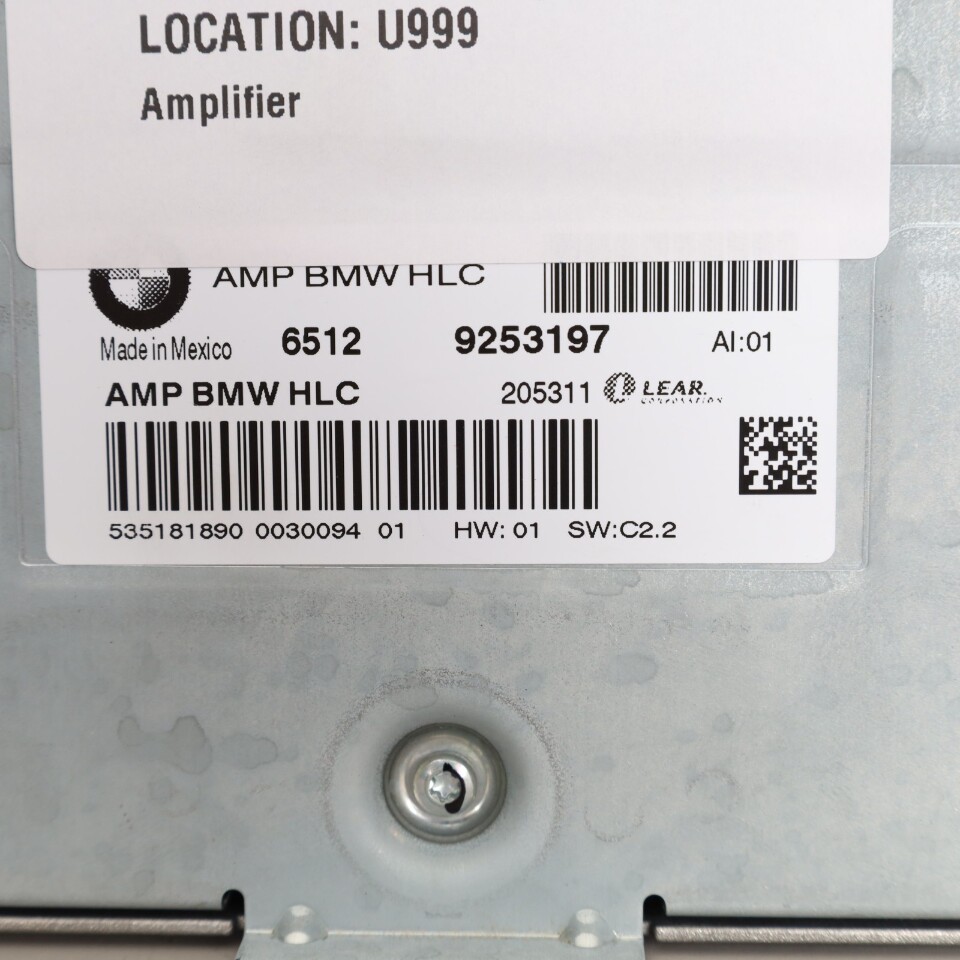 LOCATION: U999
Amplifier
AMP BMW HLC
Made in Mexico 6512 9253197 AI:01
AMP BMW HLC 205311 LEAR.
CORPORATION
535181890 0030094 01 HW: 01 SW:C2.2